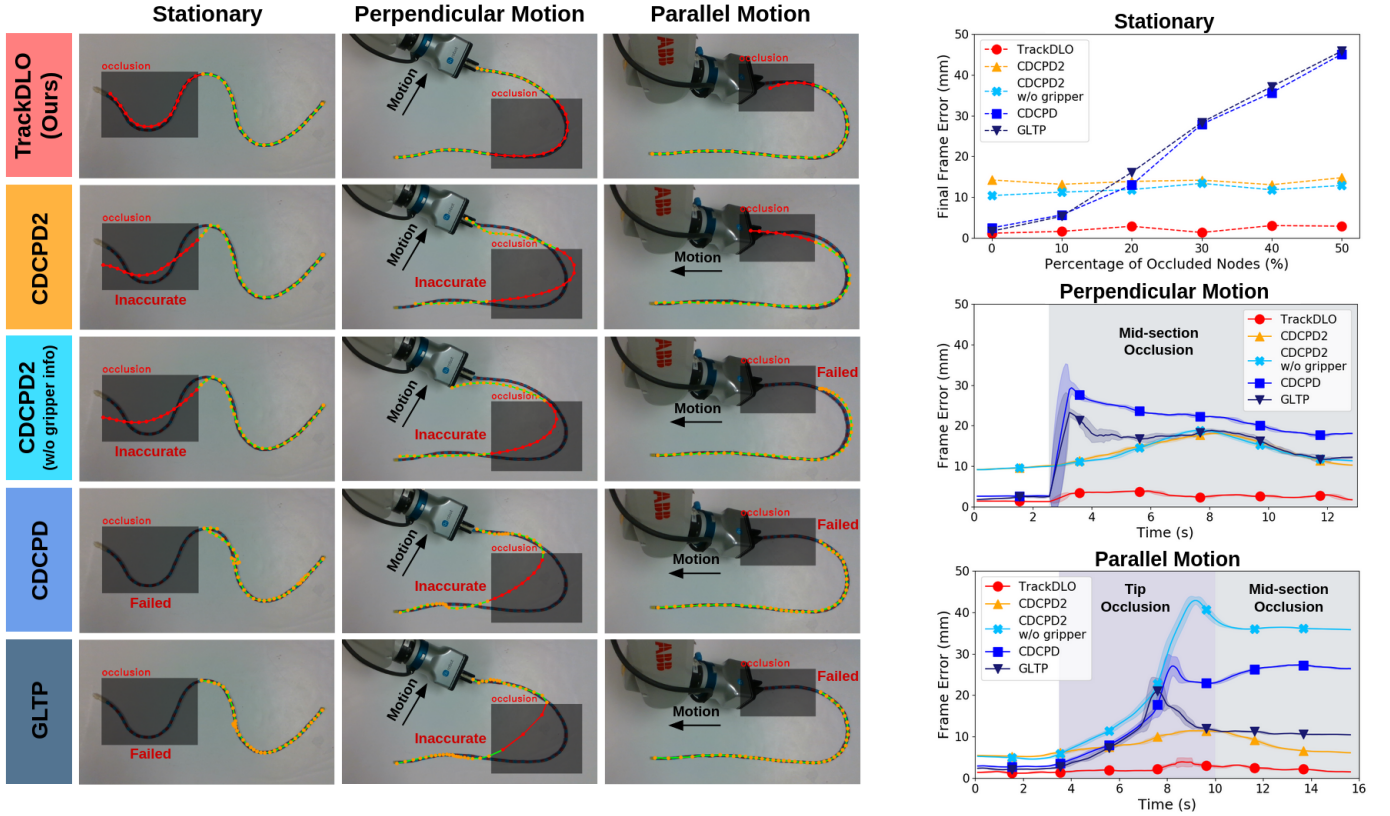 Stationary
Perpendicular Motion
Parallel Motion
TrackDLO
(Ours)
occlusion
Motion
occlusion
occlusion
CDCPD2
occlusion
Inaccurate
Motion
occlusion
Inaccurate
occlusion
Motion
CDCPD2
(w/o gripper info)
occlusion
Inaccurate
Motion
occlusion
Inaccurate
occlusion
Failed
Motion
CDCPD
occlusion
Failed
Motion
occlusion
Inaccurate
occlusion
Failed
Motion
GLTP
occlusion
Failed
Motion
occlusion
Inaccurate
occlusion
Failed
Motion
ABB
Stationary
Final Frame Error (mm)
50
40
30
20
10
0
TrackDLO
CDCPD2
CDCPD2
w/o gripper
CDCPD
GLTP
0 10 20 30 40 50
Percentage of Occluded Nodes (%)
Perpendicular Motion
Frame Error (mm)
50
40
30
20
10
0
Mid-section
Occlusion
TrackDLO
CDCPD2
CDCPD2
w/o gripper
CDCPD
GLTP
0 2 4 6 8 10 12
Time (s)
Parallel Motion
Frame Error (mm)
50
40
30
20
10
0
TrackDLO
CDCPD2
CDCPD2
w/o gripper
CDCPD
GLTP
Tip
Occlusion
Mid-section
Occlusion
0 2 4 6 8 10 12 14 16
Time (s)